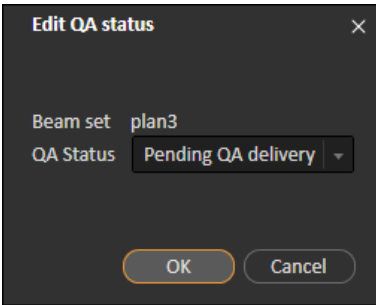 Edit QA status
Beam set plan3
QA Status Pending QA delivery
OK Cancel